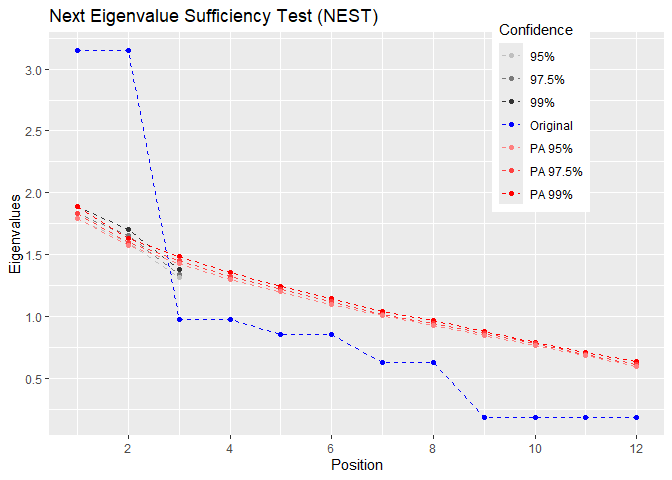 Next Eigenvalue Sufficiency Test (NEST)
Confidence
95%
97.5%
99%
Original
PA 95%
PA 97.5%
PA 99%
Eigenvalues
3.0
2.5
2.0
1.5
1.0
0.5
2 4 6 8 10 12
Position